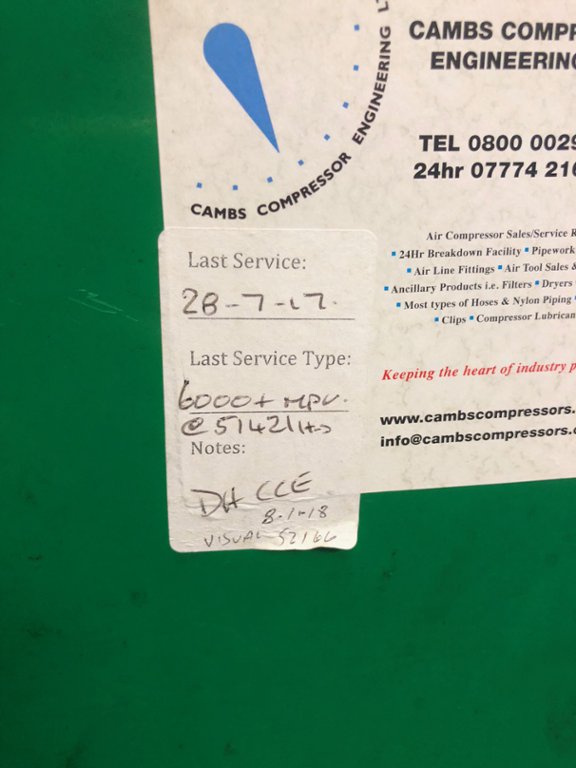 CAMBS COMPRESSOR ENGINEERING L
CAMBS COMPR
ENGINEERING
TEL 0800 0029
24hr 07774 216
Air Compressor Sales/Service R
▪ 24Hr Breakdown Facility ▪ Pipework
▪ Air Line Fittings ▪ Air Tool Sales &
▪ Ancillary Products i.e. Filters ▪ Dryers
▪ Most types of Hoses & Nylon Piping
▪ Clips ▪ Compressor Lubrican
Keeping the heart of industry p
www.cambscompressors.
info@cambscompressors.c
Last Service:
28-7-17.
Last Service Type:
6000+ MPV.
@ 51421 Hrs
Notes:
DH CCE
8-1-18
VISUAL 52166